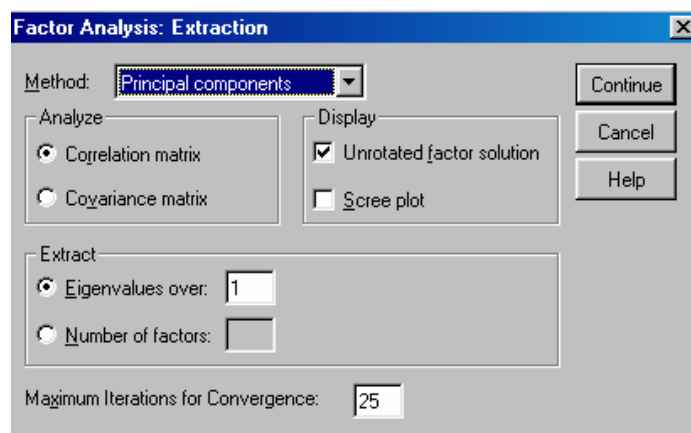 Factor Analysis: Extraction
Method: Principal components
Continue
Analyze
Display
Correlation matrix
Unrotated factor solution
Cancel
Covariance matrix
Scree plot
Help
Extract
Eigenvalues over: 1
Number of factors:
Maximum Iterations for Convergence: 25